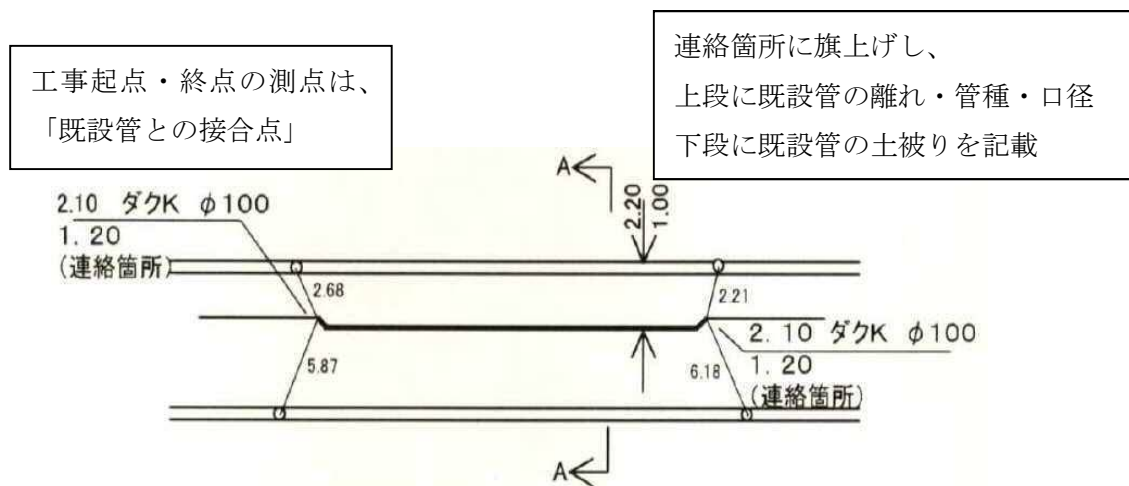 工事起点・終点の測点は、
「既設管との接合点」
連絡箇所に旗上げし、
上段に既設管の離れ・管種・口径
下段に既設管の土被りを記載
A
2.10 ダクK φ100
1.20
(連絡箇所)
2.20
1.00
2.68
2.21
2.10 ダクK φ100
1.20
(連絡箇所)
5.87
6.18
A